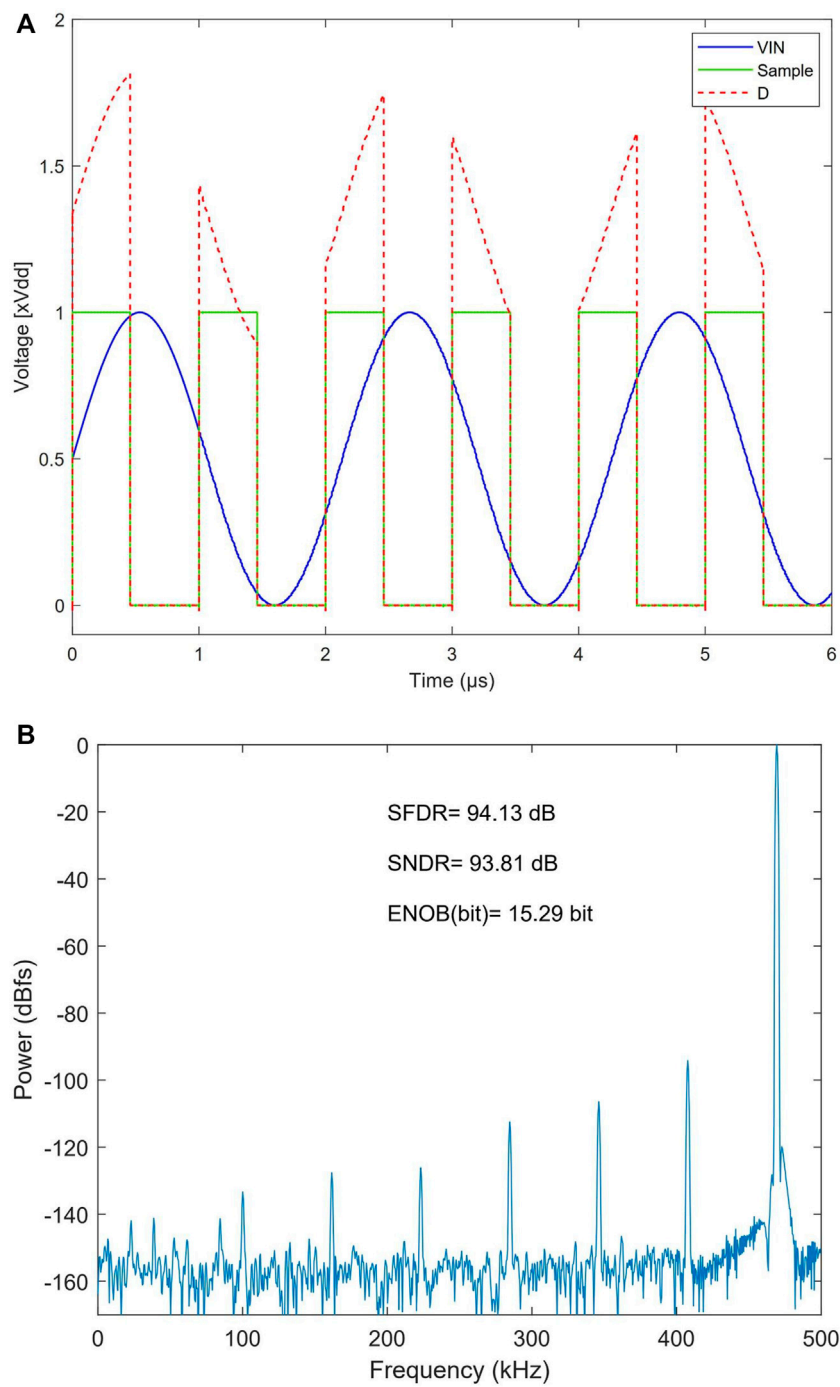 A
2
1.5
1
0.5
0
Voltage [xVdd]
VIN
Sample
D
0 1 2 3 4 5 6
Time (µs)
B
0
-20
-40
-60
-80
-100
-120
-140
-160
Power (dBfs)
SFDR= 94.13 dB
SNDR= 93.81 dB
ENOB(bit)= 15.29 bit
0 100 200 300 400 500
Frequency (kHz)